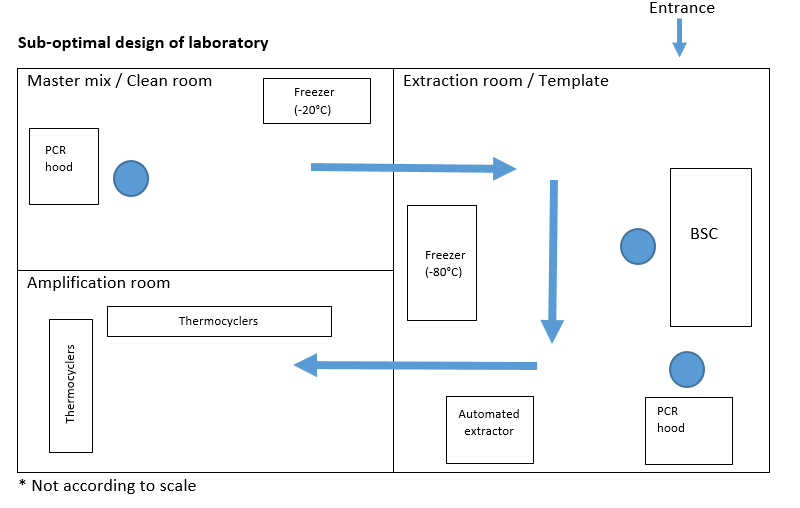 Entrance
Sub-optimal design of laboratory
Master mix / Clean room
Freezer
(-20°C)
PCR
hood
Extraction room / Template
Freezer
(-80°C)
BSC
Amplification room
Thermocyclers
Thermocyclers
Automated
extractor
PCR
hood
* Not according to scale